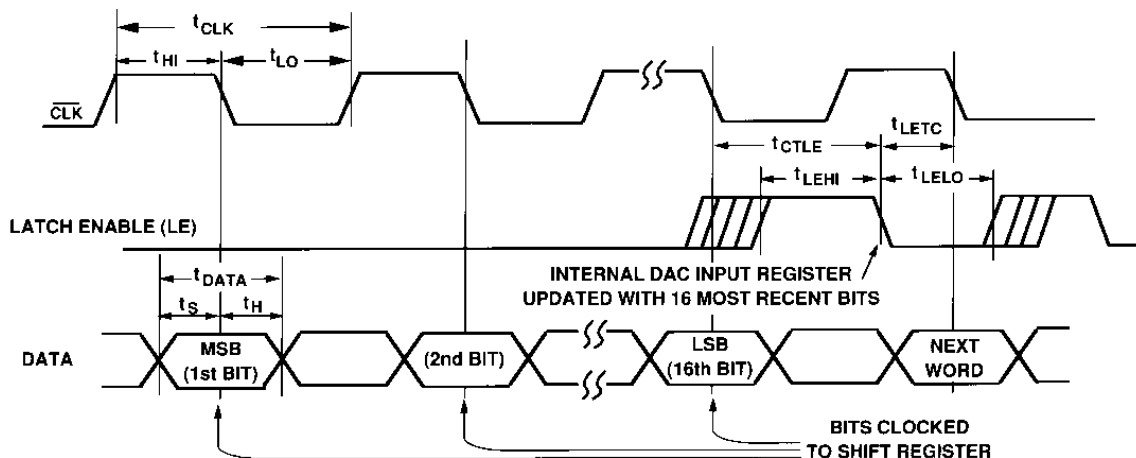 tCLK
tHI
tLO
CLK
tLETC
tCTLE
tLEHI
tLELO
LATCH ENABLE (LE)
tDATA
INTERNAL DAC INPUT REGISTER
UPDATED WITH 16 MOST RECENT BITS
tS
tH
DATA
MSB
(1st BIT)
(2nd BIT)
LSB
(16th BIT)
NEXT
WORD
BITS CLOCKED
TO SHIFT REGISTER